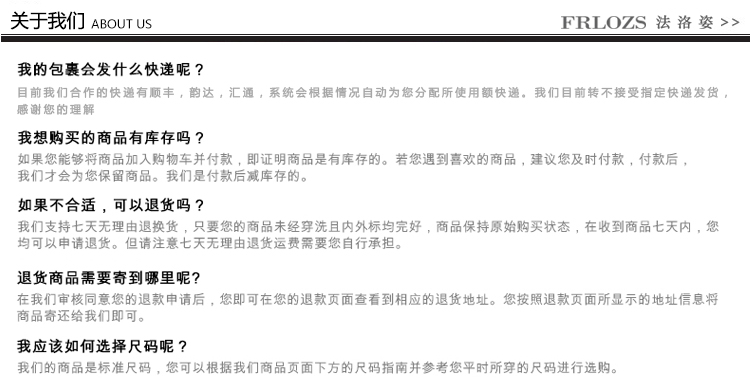 关于我们 ABOUT US
FRLOZS 法洛姿 >>
我的包裹会发什么快递呢？
目前我们合作的快递有顺丰，韵达，汇通，系统会根据情况自动为您分配所使用额快递。我们目前转不接受指定快递发货，
感谢您的理解
我想购买的商品有库存吗？
如果您能够将商品加入购物车并付款，即证明商品是有库存的。若您遇到喜欢的商品，建议您及时付款，付款后，
我们才会为您保留商品。我们是付款后减库存的。
如果不合适，可以退货吗？
我们支持七天无理由退换货，只要您的商品未经穿洗且内外标均完好，商品保持原始购买状态，在收到商品七天内，您
均可以申请退货。但请注意七天无理由退货运费需要您自行承担。
退货商品需要寄到哪里呢?
在我们审核同意您的退款申请后，您即可在您的退款页面查看到相应的退货地址。您按照退款页面所显示的地址信息将
商品寄还给我们即可。
我应该如何选择尺码呢？
我们的商品是标准尺码，您可以根据我们商品页面下方的尺码指南并参考您平时所穿的尺码进行选购。